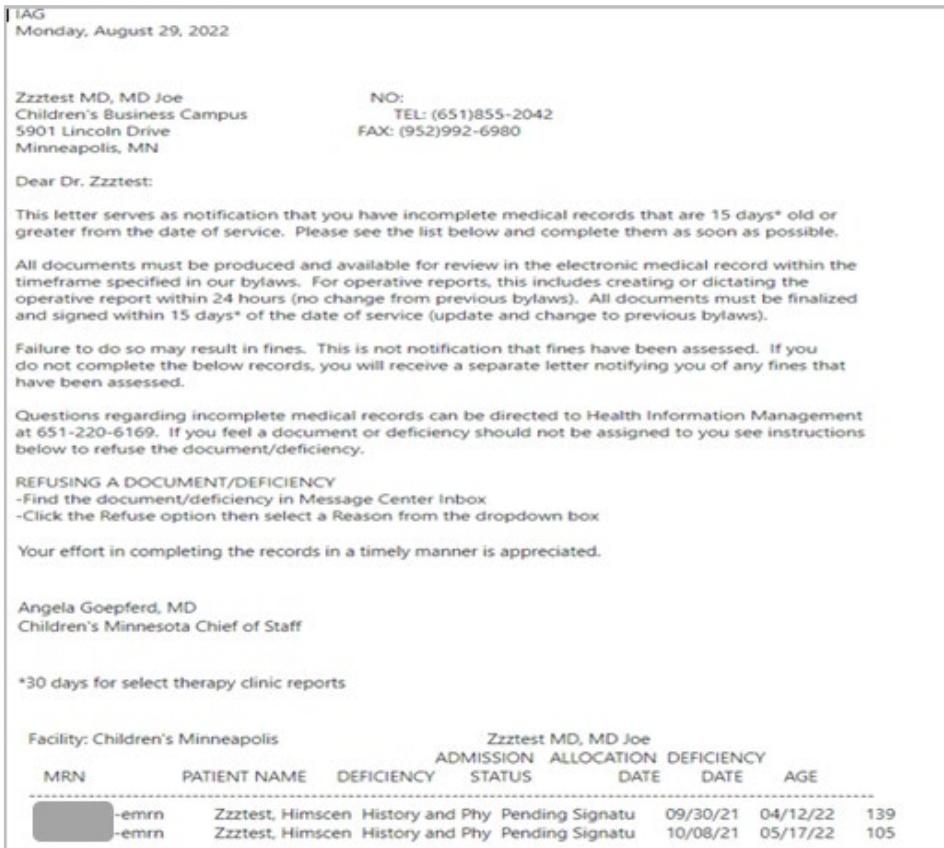 IAG
Monday, August 29, 2022
Zzztest MD, MD Joe NO:
Children's Business Campus TEL: (651)855-2042
5901 Lincoln Drive FAX: (952)992-6980
Minneapolis, MN
Dear Dr. Zzztest:
This letter serves as notification that you have incomplete medical records that are 15 days* old or
greater from the date of service. Please see the list below and complete them as soon as possible.
All documents must be produced and available for review in the electronic medical record within the
timeframe specified in our bylaws. For operative reports, this includes creating or dictating the
operative report within 24 hours (no change from previous bylaws). All documents must be finalized
and signed within 15 days* of the date of service (update and change to previous bylaws).
Failure to do so may result in fines. This is not notification that fines have been assessed. If you
do not complete the below records, you will receive a separate letter notifying you of any fines that
have been assessed.
Questions regarding incomplete medical records can be directed to Health Information Management
at 651-220-6169. If you feel a document or deficiency should not be assigned to you see instructions
below to refuse the document/deficiency.
REFUSING A DOCUMENT/DEFICIENCY
-Find the document/deficiency in Message Center Inbox
-Click the Refuse option then select a Reason from the dropdown box
Your effort in completing the records in a timely manner is appreciated.
Angela Goepferd, MD
Children's Minnesota Chief of Staff
*30 days for select therapy clinic reports
Facility: Children's Minneapolis Zzztest MD, MD Joe
ADMISSION ALLOCATION DEFICIENCY
MRN PATIENT NAME DEFICIENCY STATUS DATE DATE AGE
-emrn Zzztest, Himscen History and Phy Pending Signatu 09/30/21 04/12/22 139
-emrn Zzztest, Himscen History and Phy Pending Signatu 10/08/21 05/17/22 105